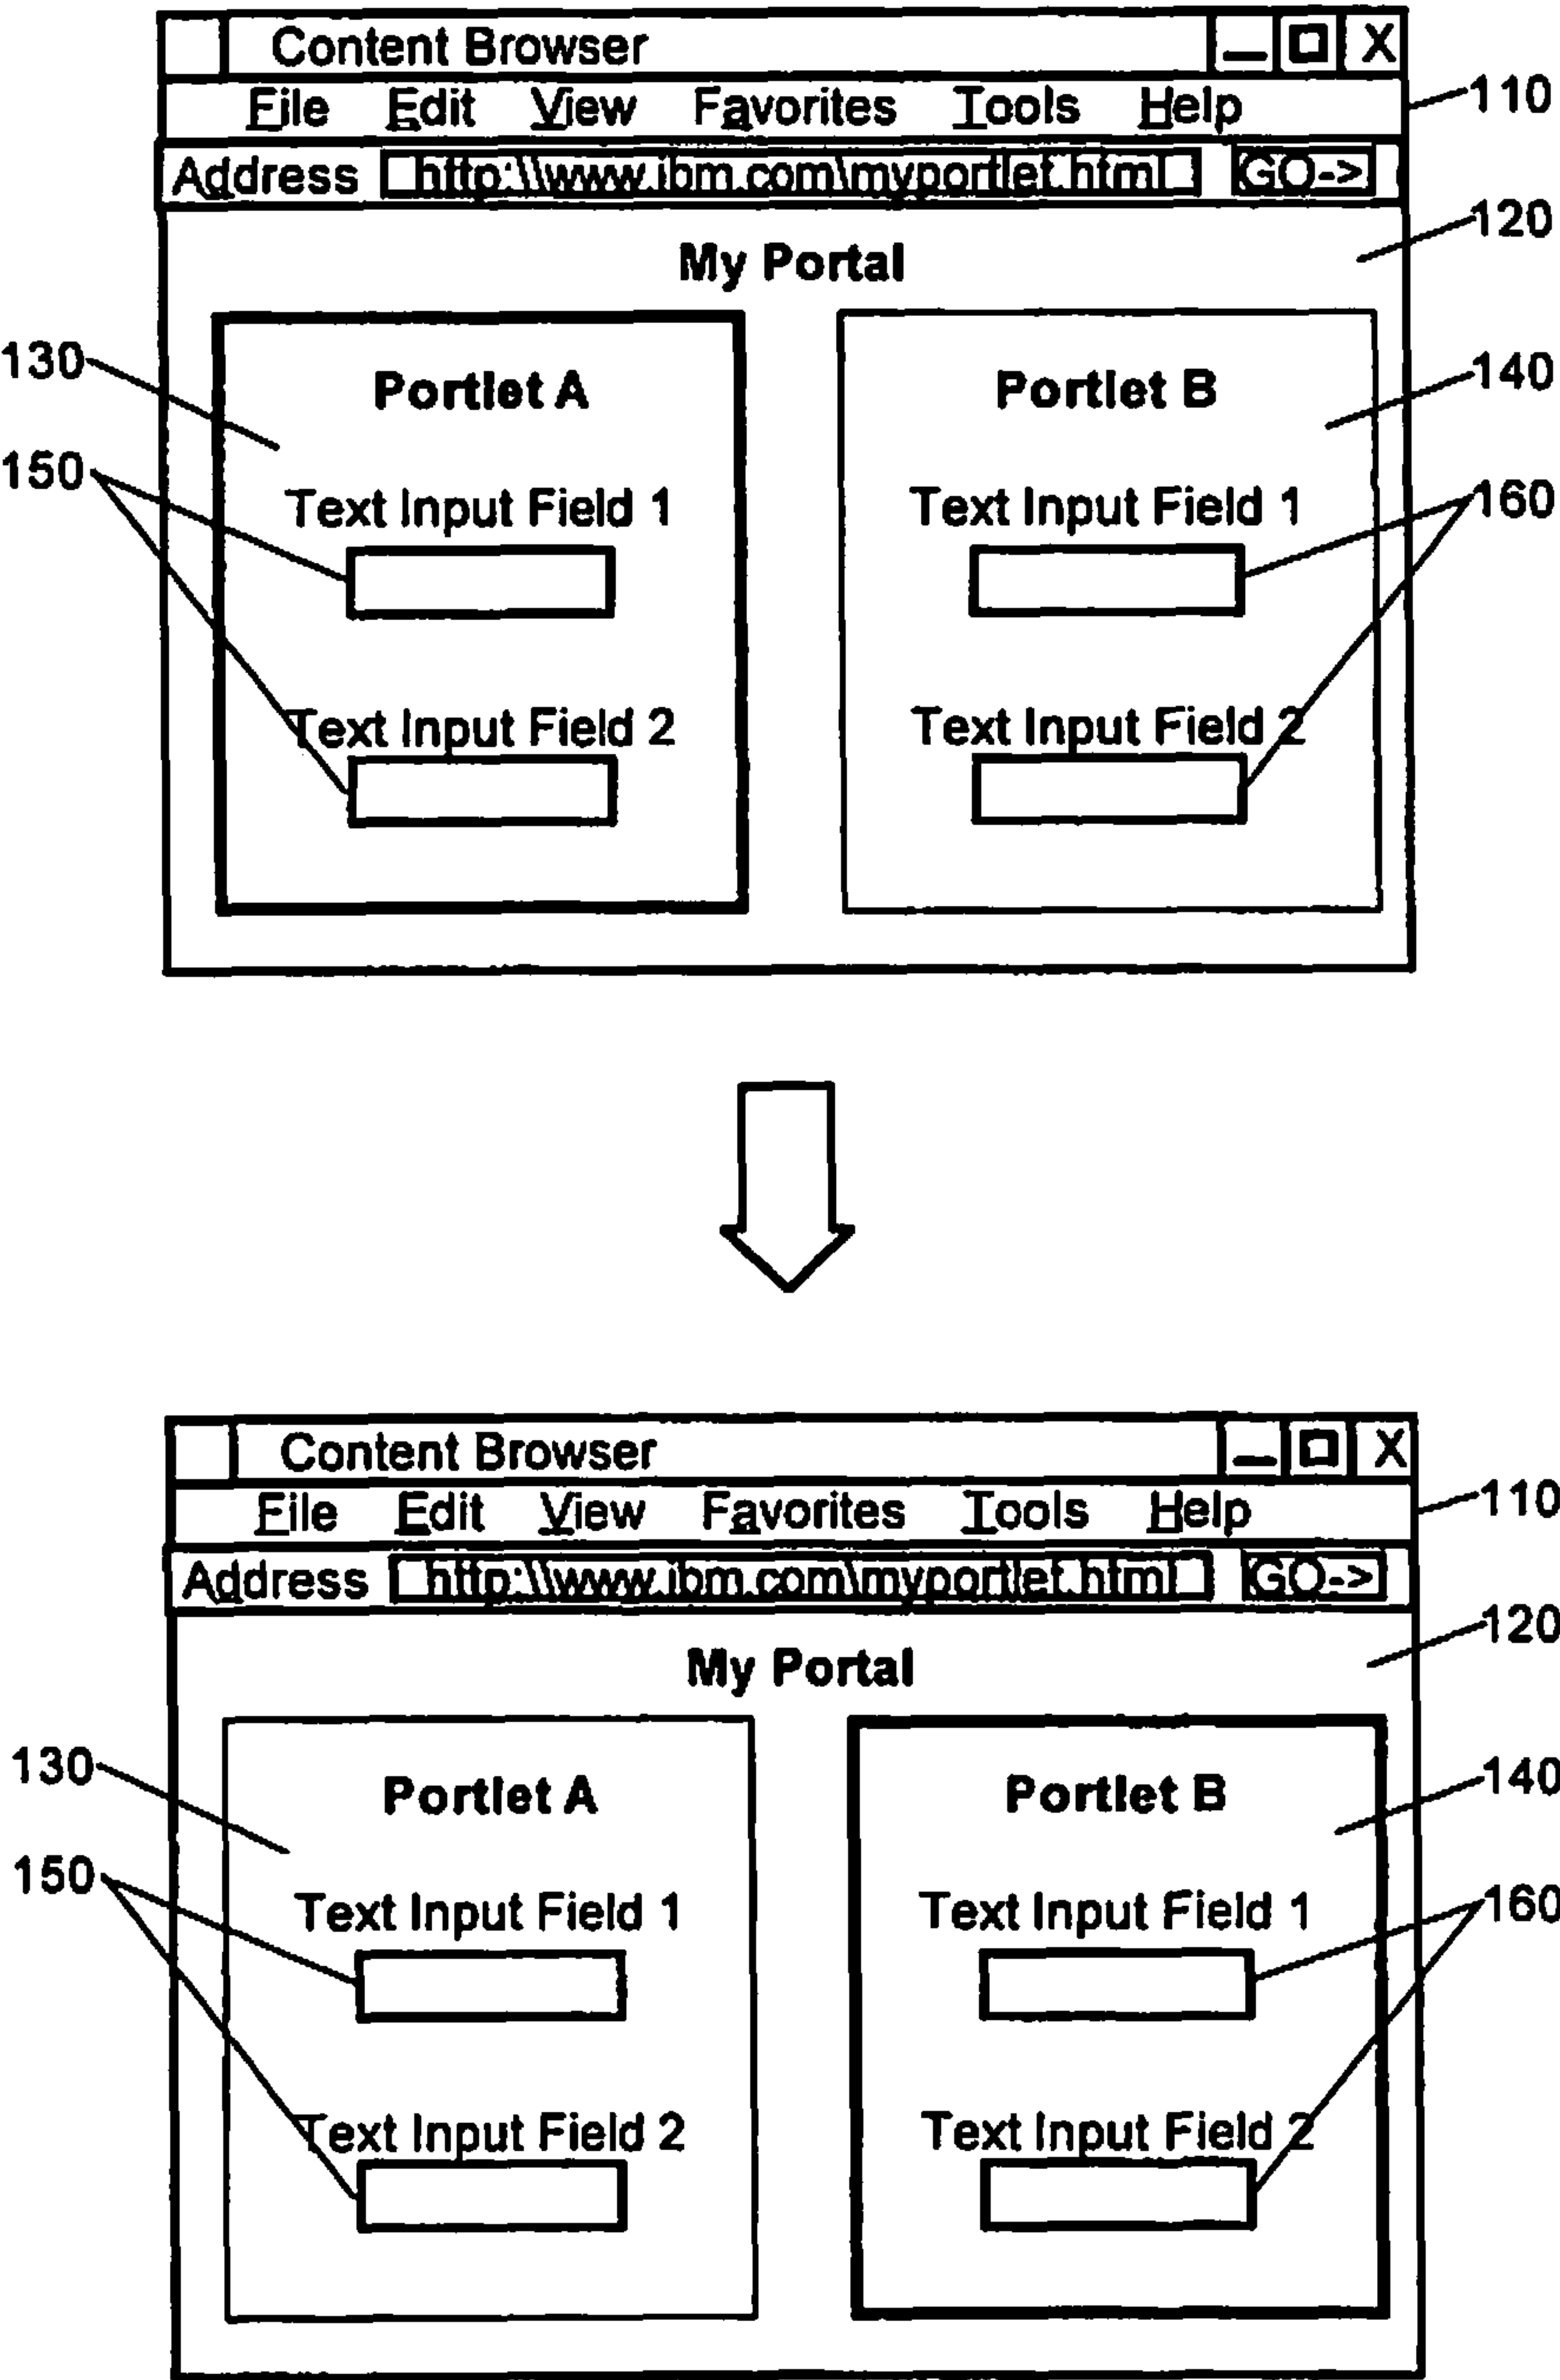 Content Browser X
File Edit View Favorites Tools Help
110
Address http:\\www.ibm.com\myportlet.html GO->
120
My Portal
130
Portlet A
Portlet B
140
150
Text Input Field 1
Text Input Field 1
160
Text Input Field 2
Text Input Field 2
Content Browser X
File Edit View Favorites Tools Help
110
Address http:\\www.ibm.com\myportlet.html GO->
120
My Portal
130
Portlet A
Portlet B
140
150
Text Input Field 1
Text Input Field 1
160
Text Input Field 2
Text Input Field 2